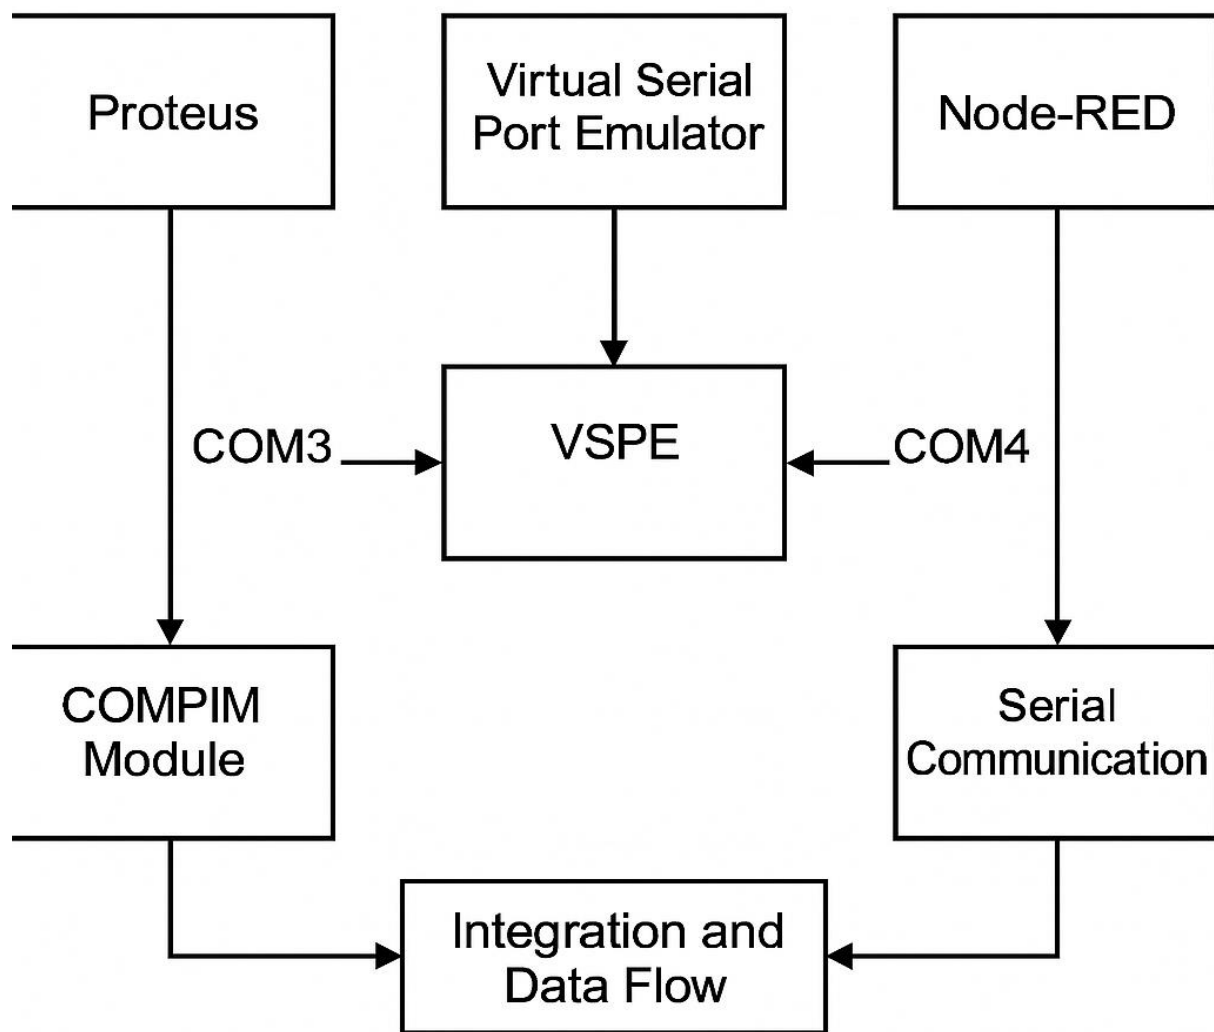 Proteus
Virtual Serial
Port Emulator
Node-RED
COM3
VSPE
COM4
COMPIM
Module
Serial
Communication
Integration and
Data Flow